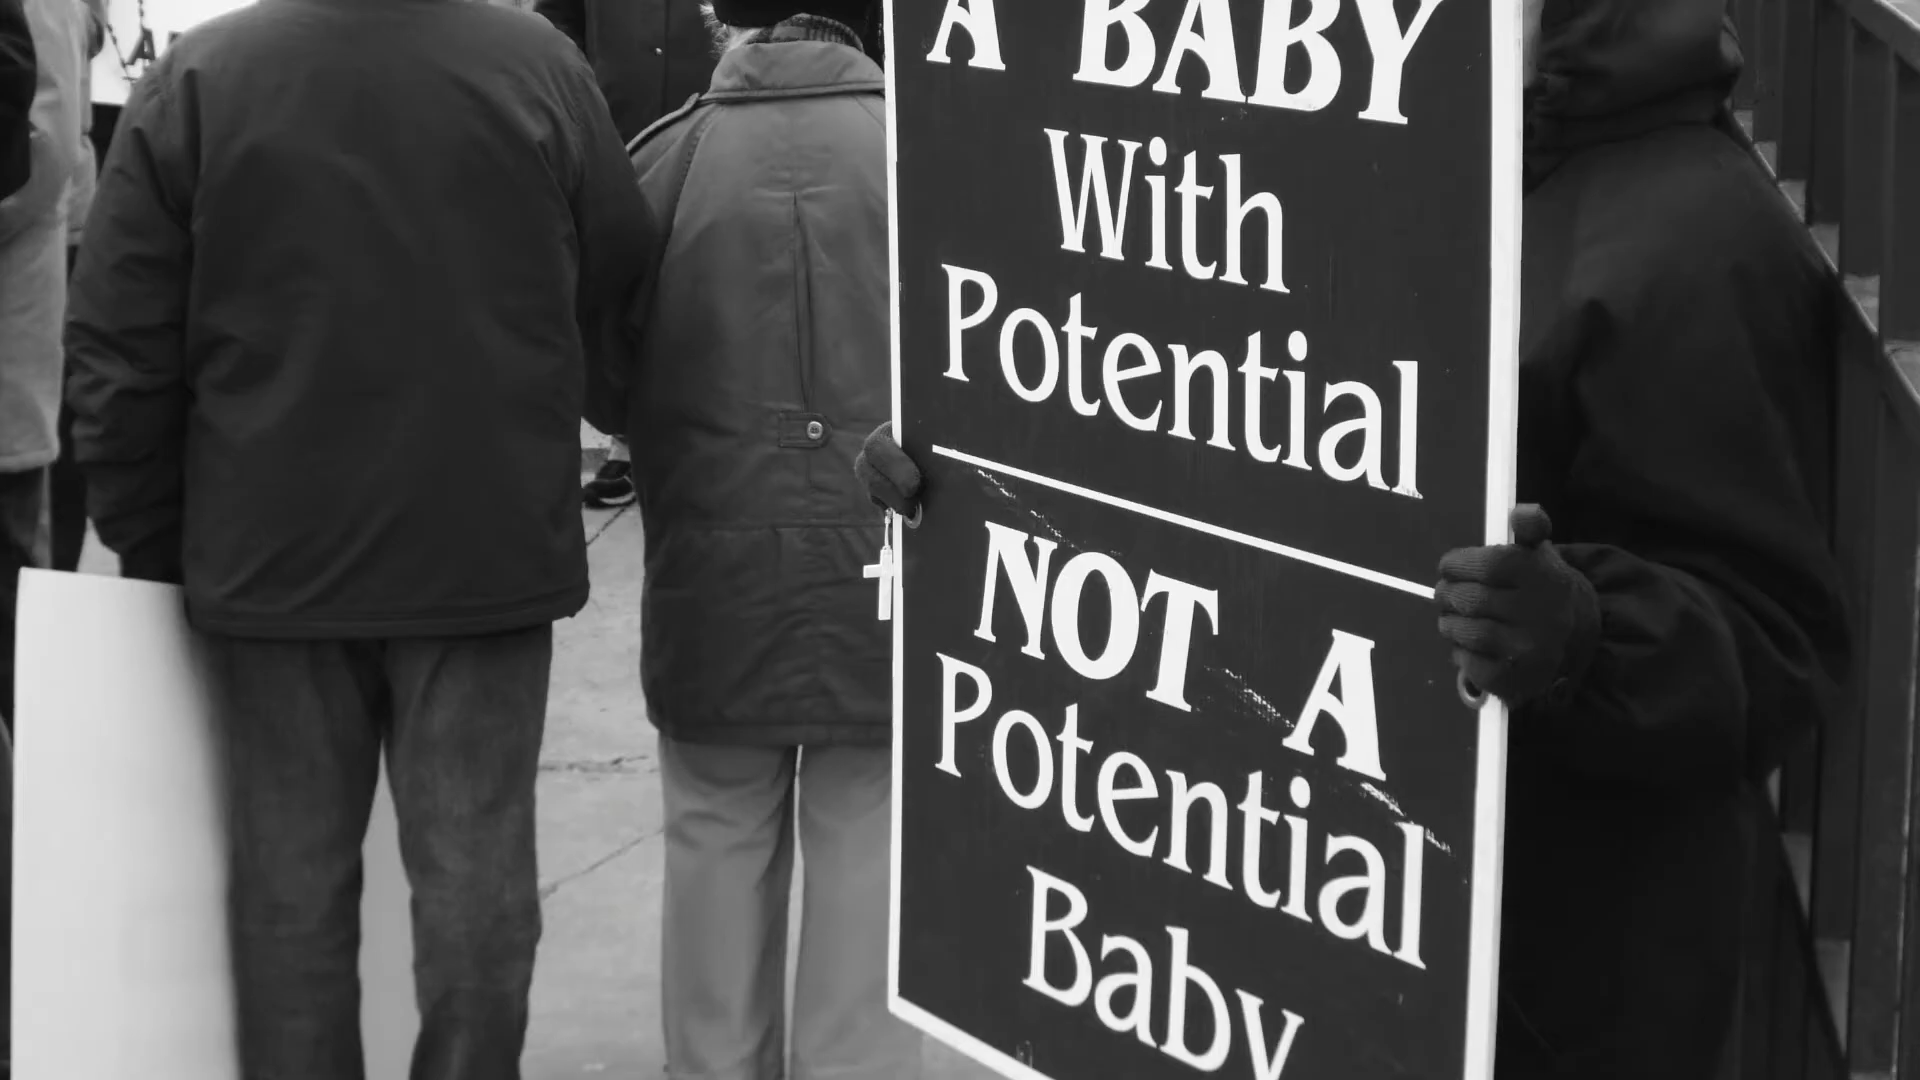 A BABY
With
Potential
NOT A
Potential
Baby